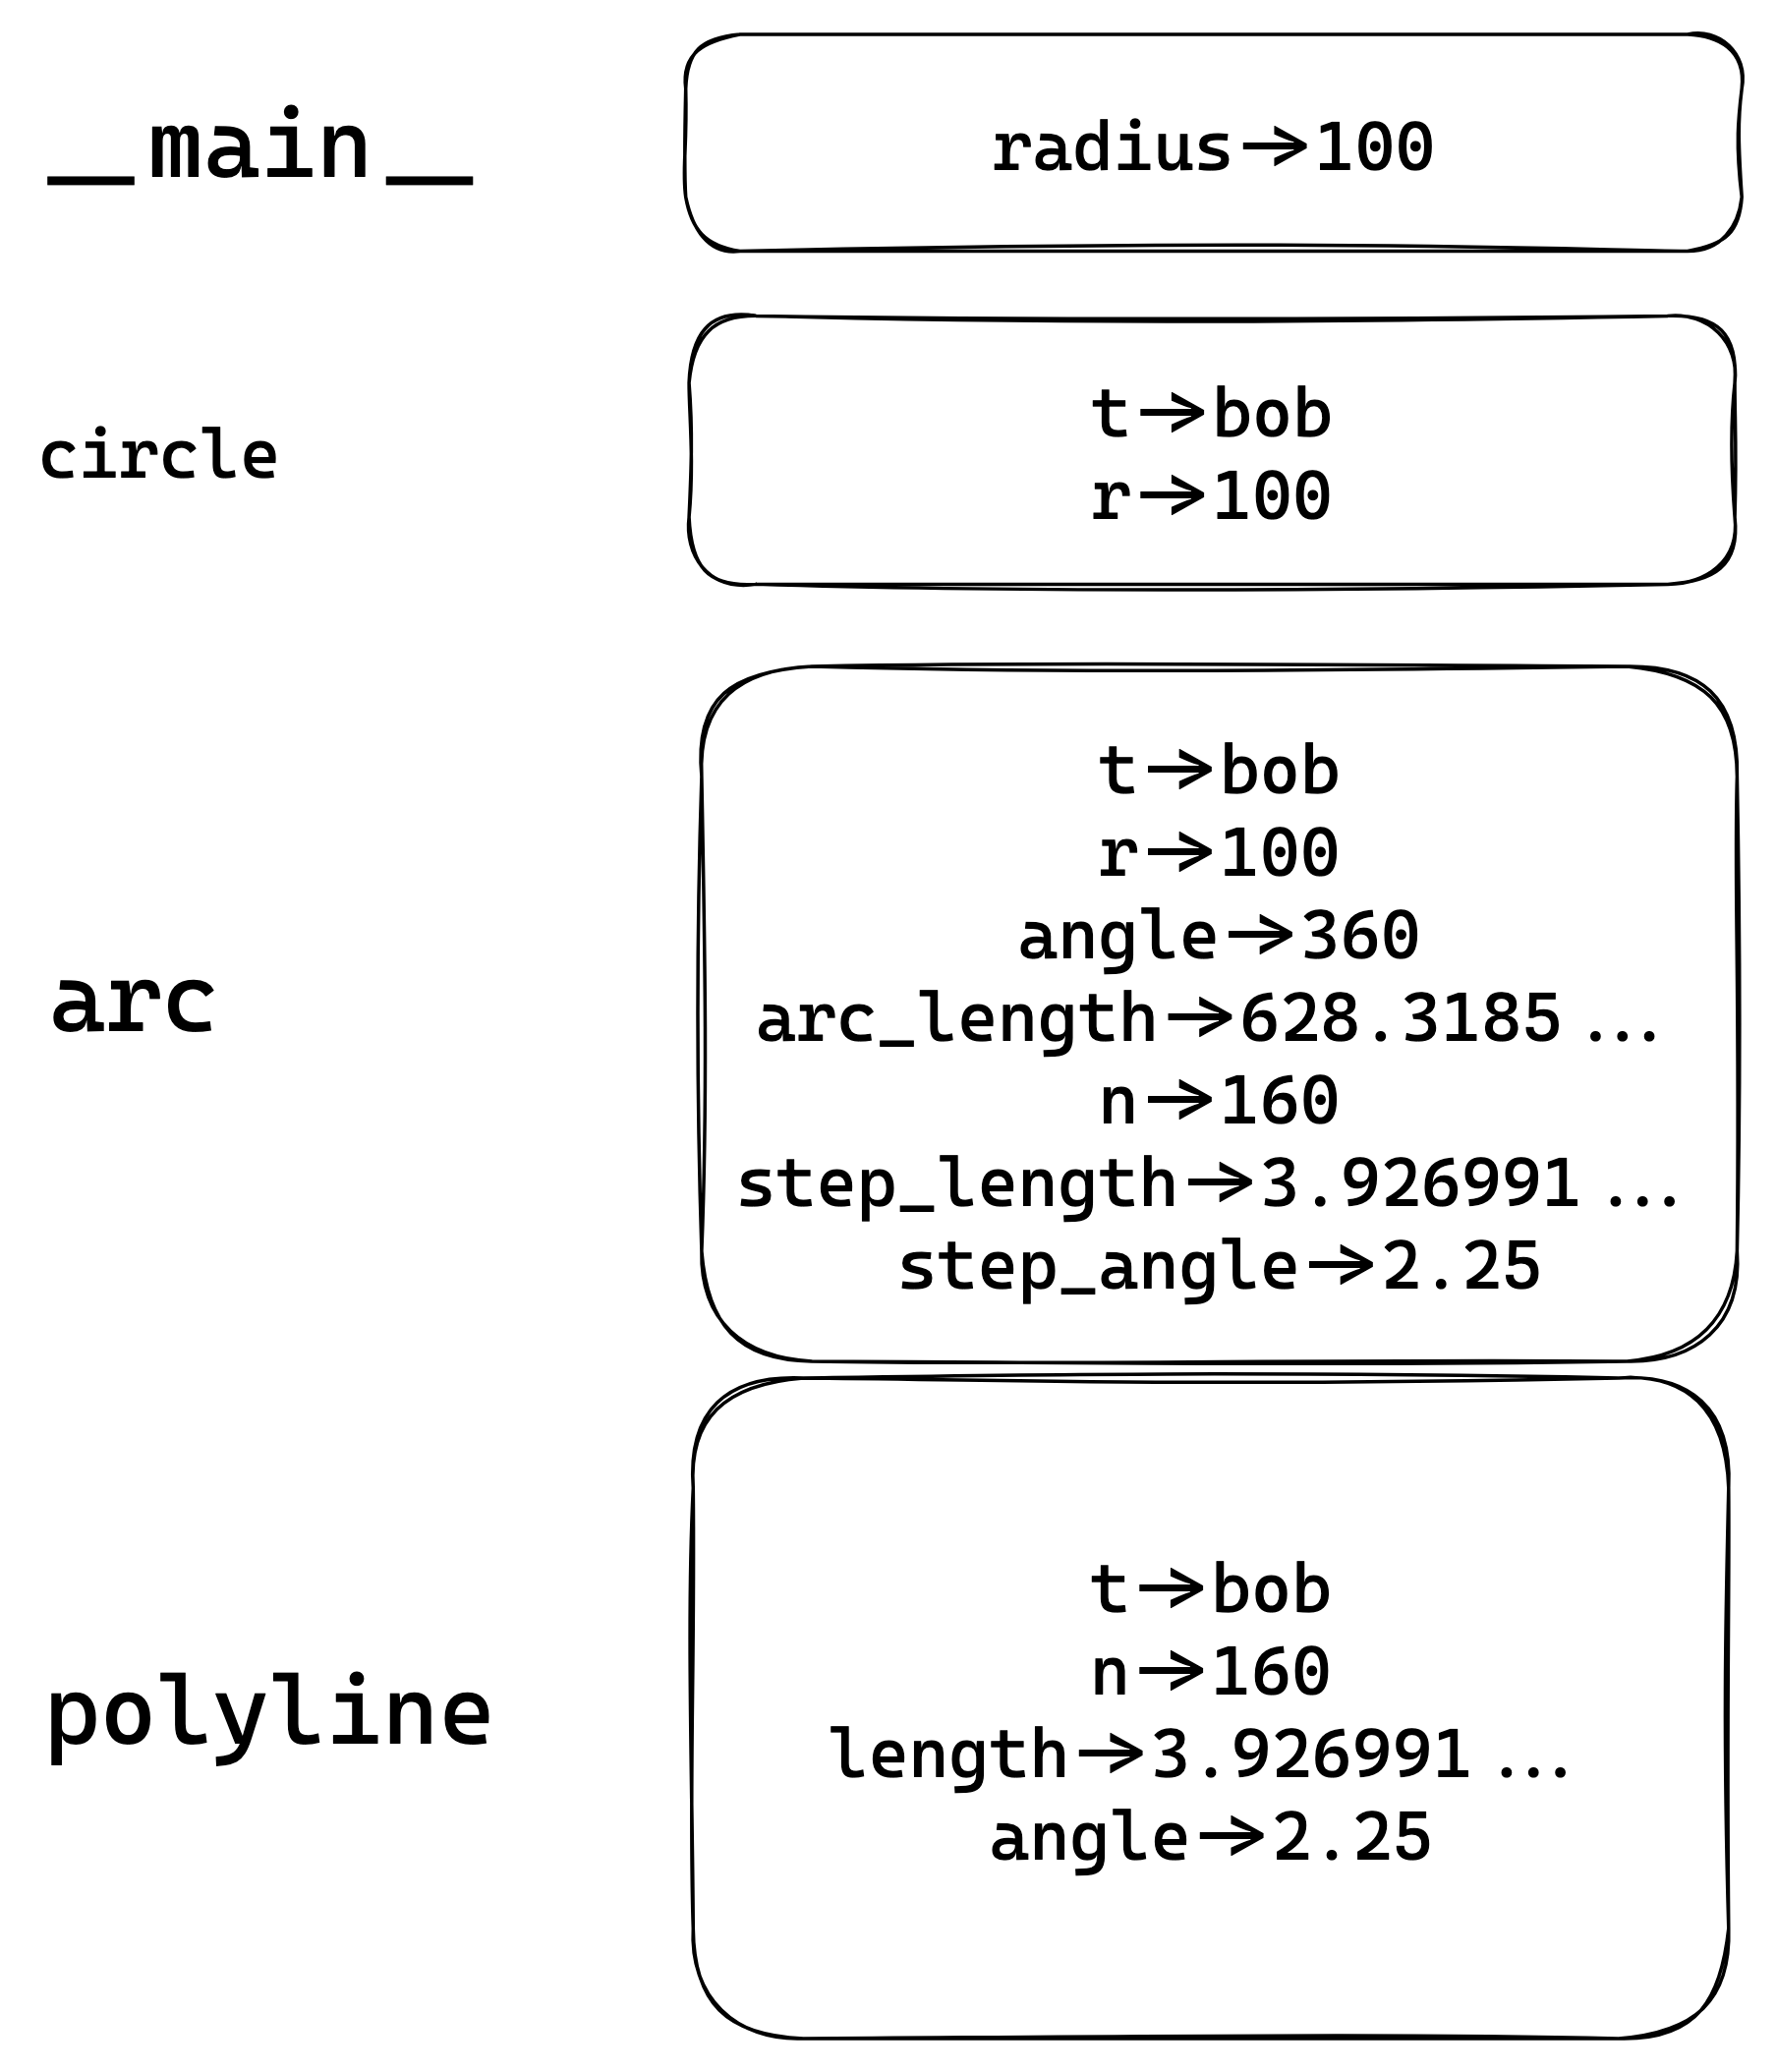 __main__
radius->100
circle
t->bob
r->100
arc
t->bob
r->100
angle->360
arc_length->628.3185...
n->160
step_length->3.926991...
step_angle->2.25
polyline
t->bob
n->160
length->3.926991...
angle->2.25